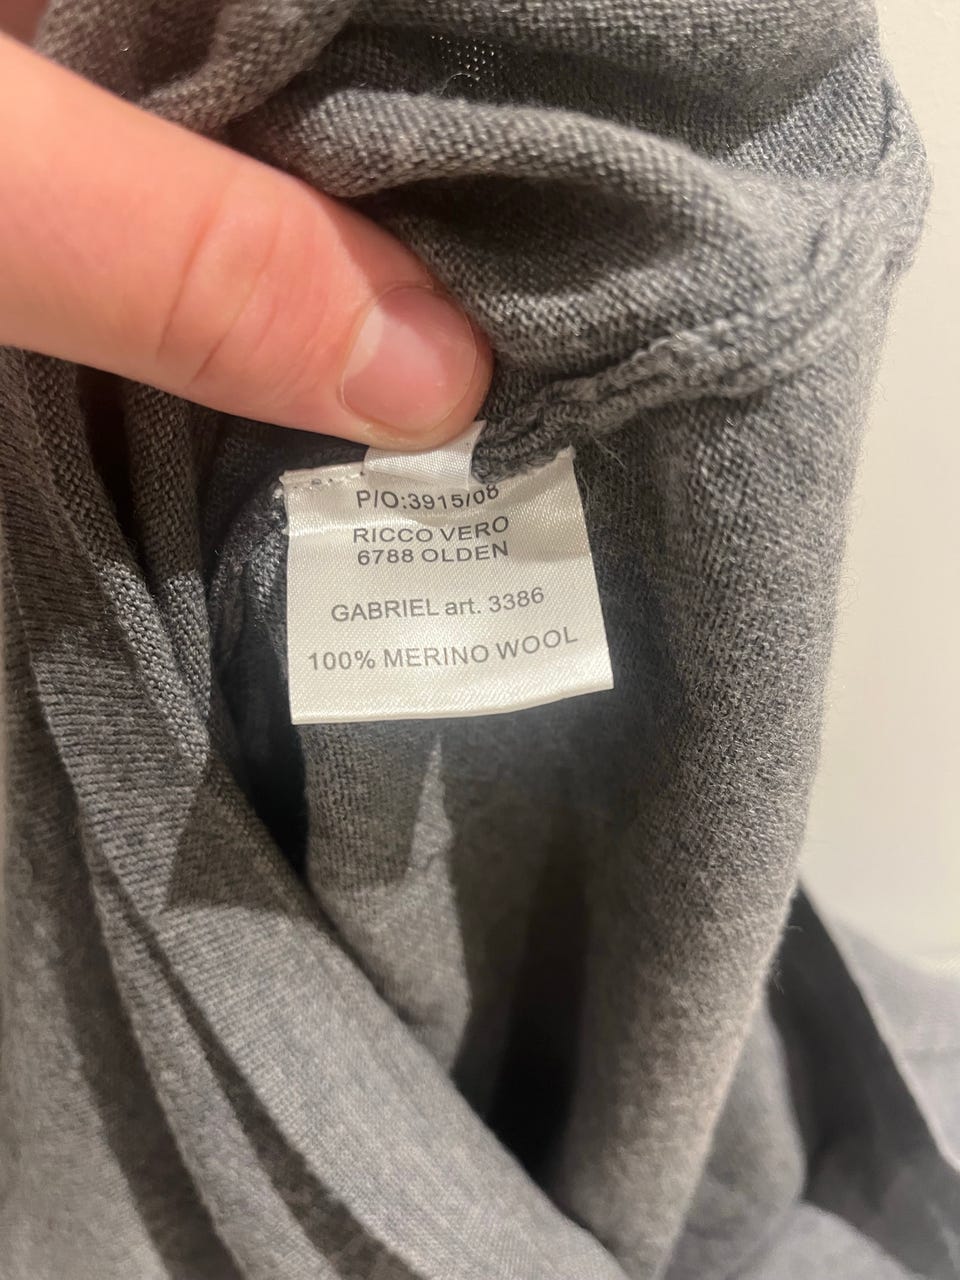 P/O:3915/08
RICCO VERO
6788 OLDEN
GABRIEL art. 3386
100% MERINO WOOL